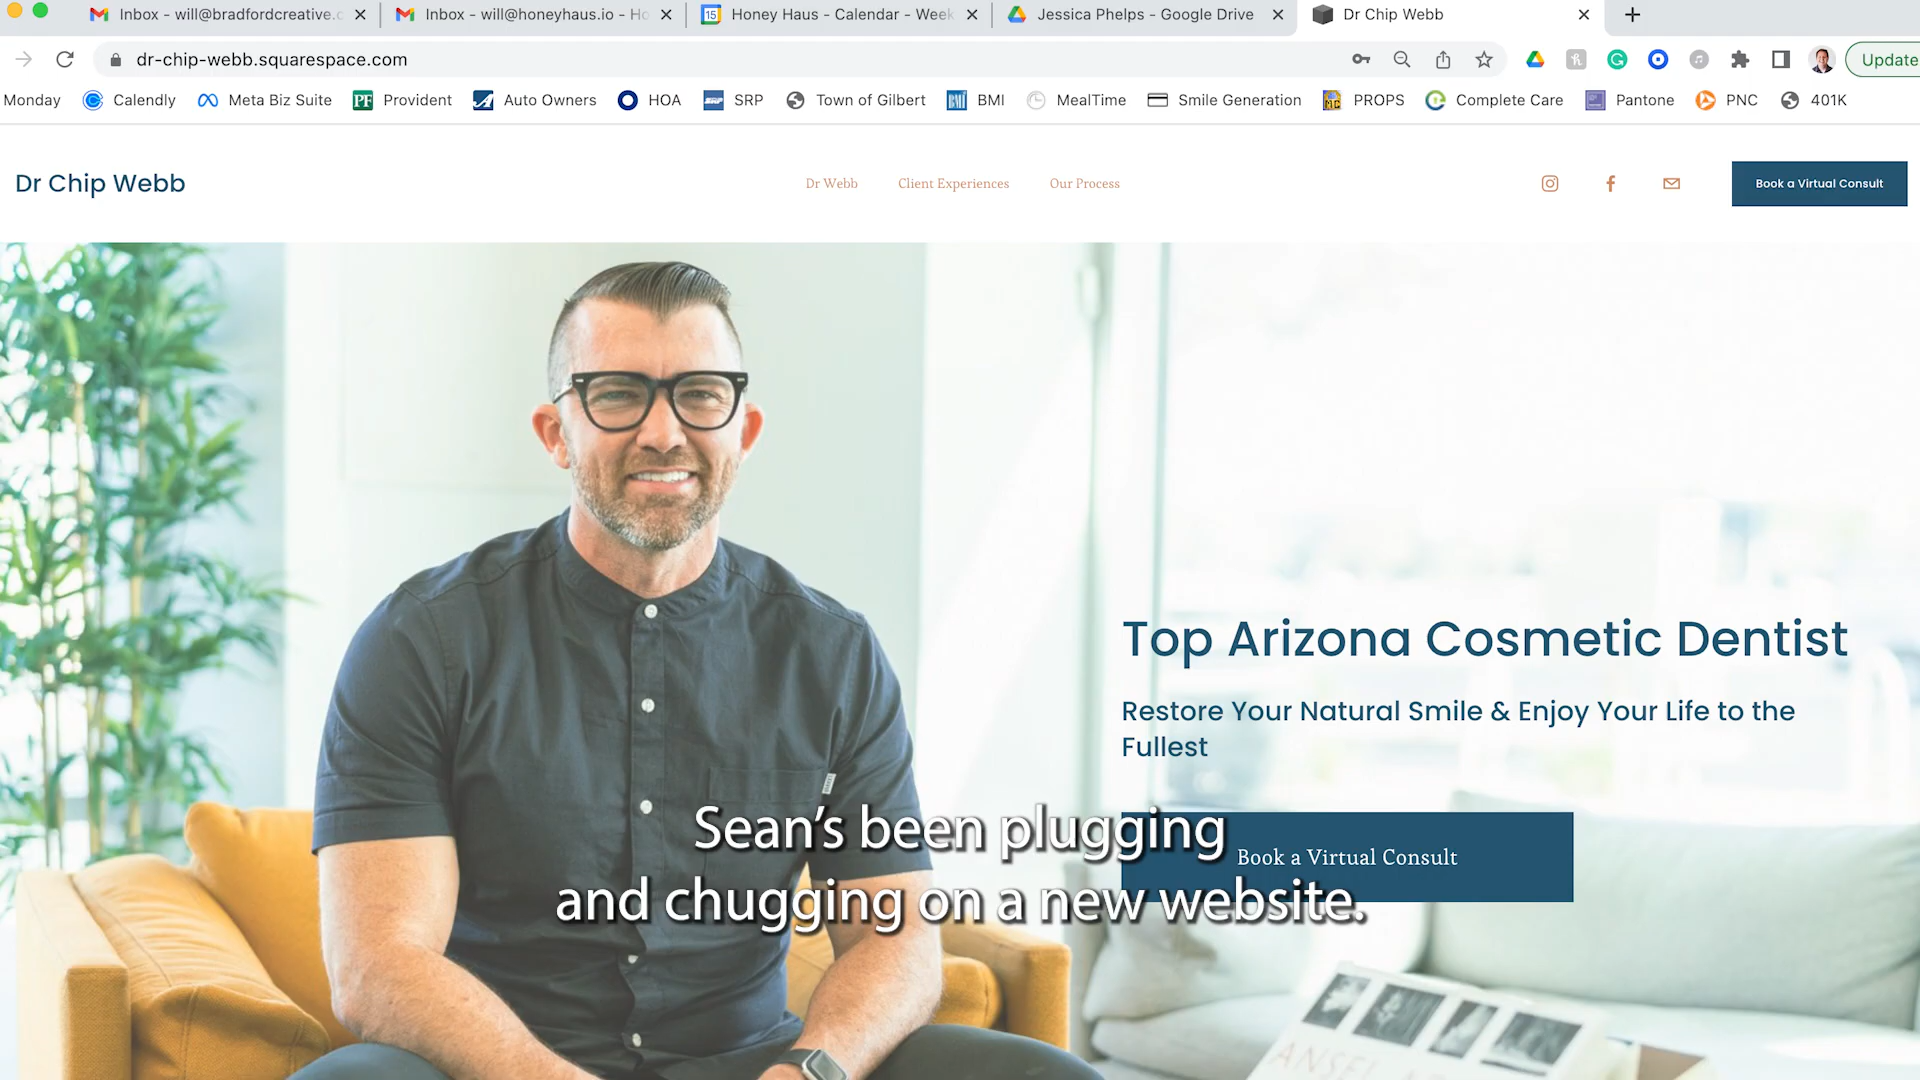 Inbox - will@bradfordcreative.c
Inbox - will@honeyhaus.io - Ho
15 Honey Haus - Calendar - Week
Jessica Phelps - Google Drive
Dr Chip Webb
dr-chip-webb.squarespace.com
Update
Monday
Calendly
Meta Biz Suite
PF Provident
Auto Owners
HOA
SRP
Town of Gilbert
BMI BMI
MealTime
Smile Generation
MC PROPS
Complete Care
Pantone
PNC
401K
Dr Chip Webb
Dr Webb
Client Experiences
Our Process
Book a Virtual Consult
Top Arizona Cosmetic Dentist
Restore Your Natural Smile & Enjoy Your Life to the
Fullest
Book a Virtual Consult
Sean’s been plugging
and chugging on a new website.